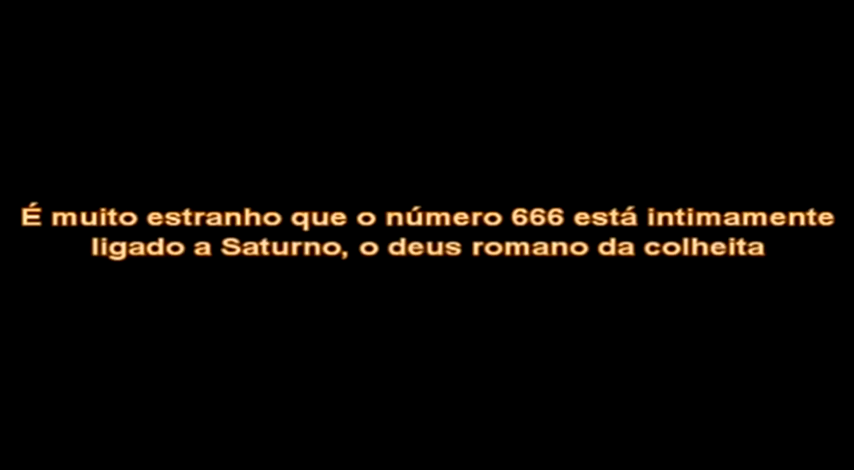 É muito estranho que o número 666 está intimamente
ligado a Saturno, o deus romano da colheita